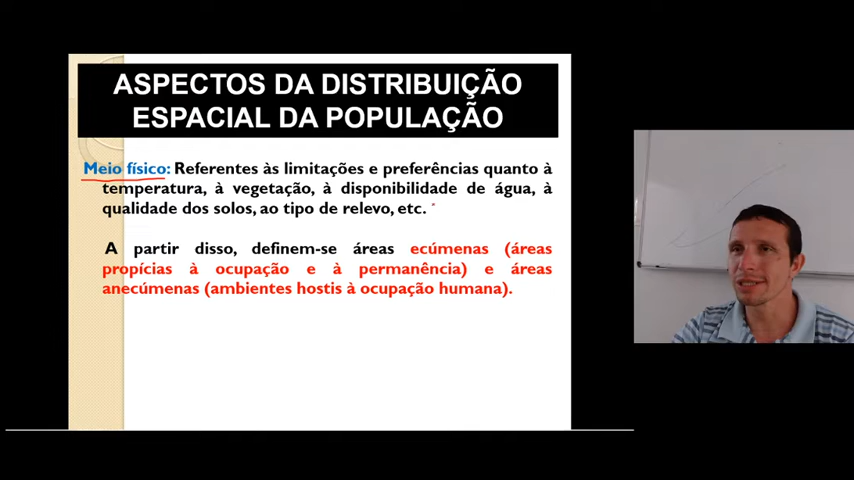 ASPECTOS DA DISTRIBUIÇÃO
ESPACIAL DA POPULAÇÃO
Meio físico: Referentes às limitações e preferências quanto à
temperatura, à vegetação, à disponibilidade de água, à
qualidade dos solos, ao tipo de relevo, etc.
A partir disso, definem-se áreas ecúmenas (áreas
propícias à ocupação e à permanência) e áreas
anecúmenas (ambientes hostis à ocupação humana).